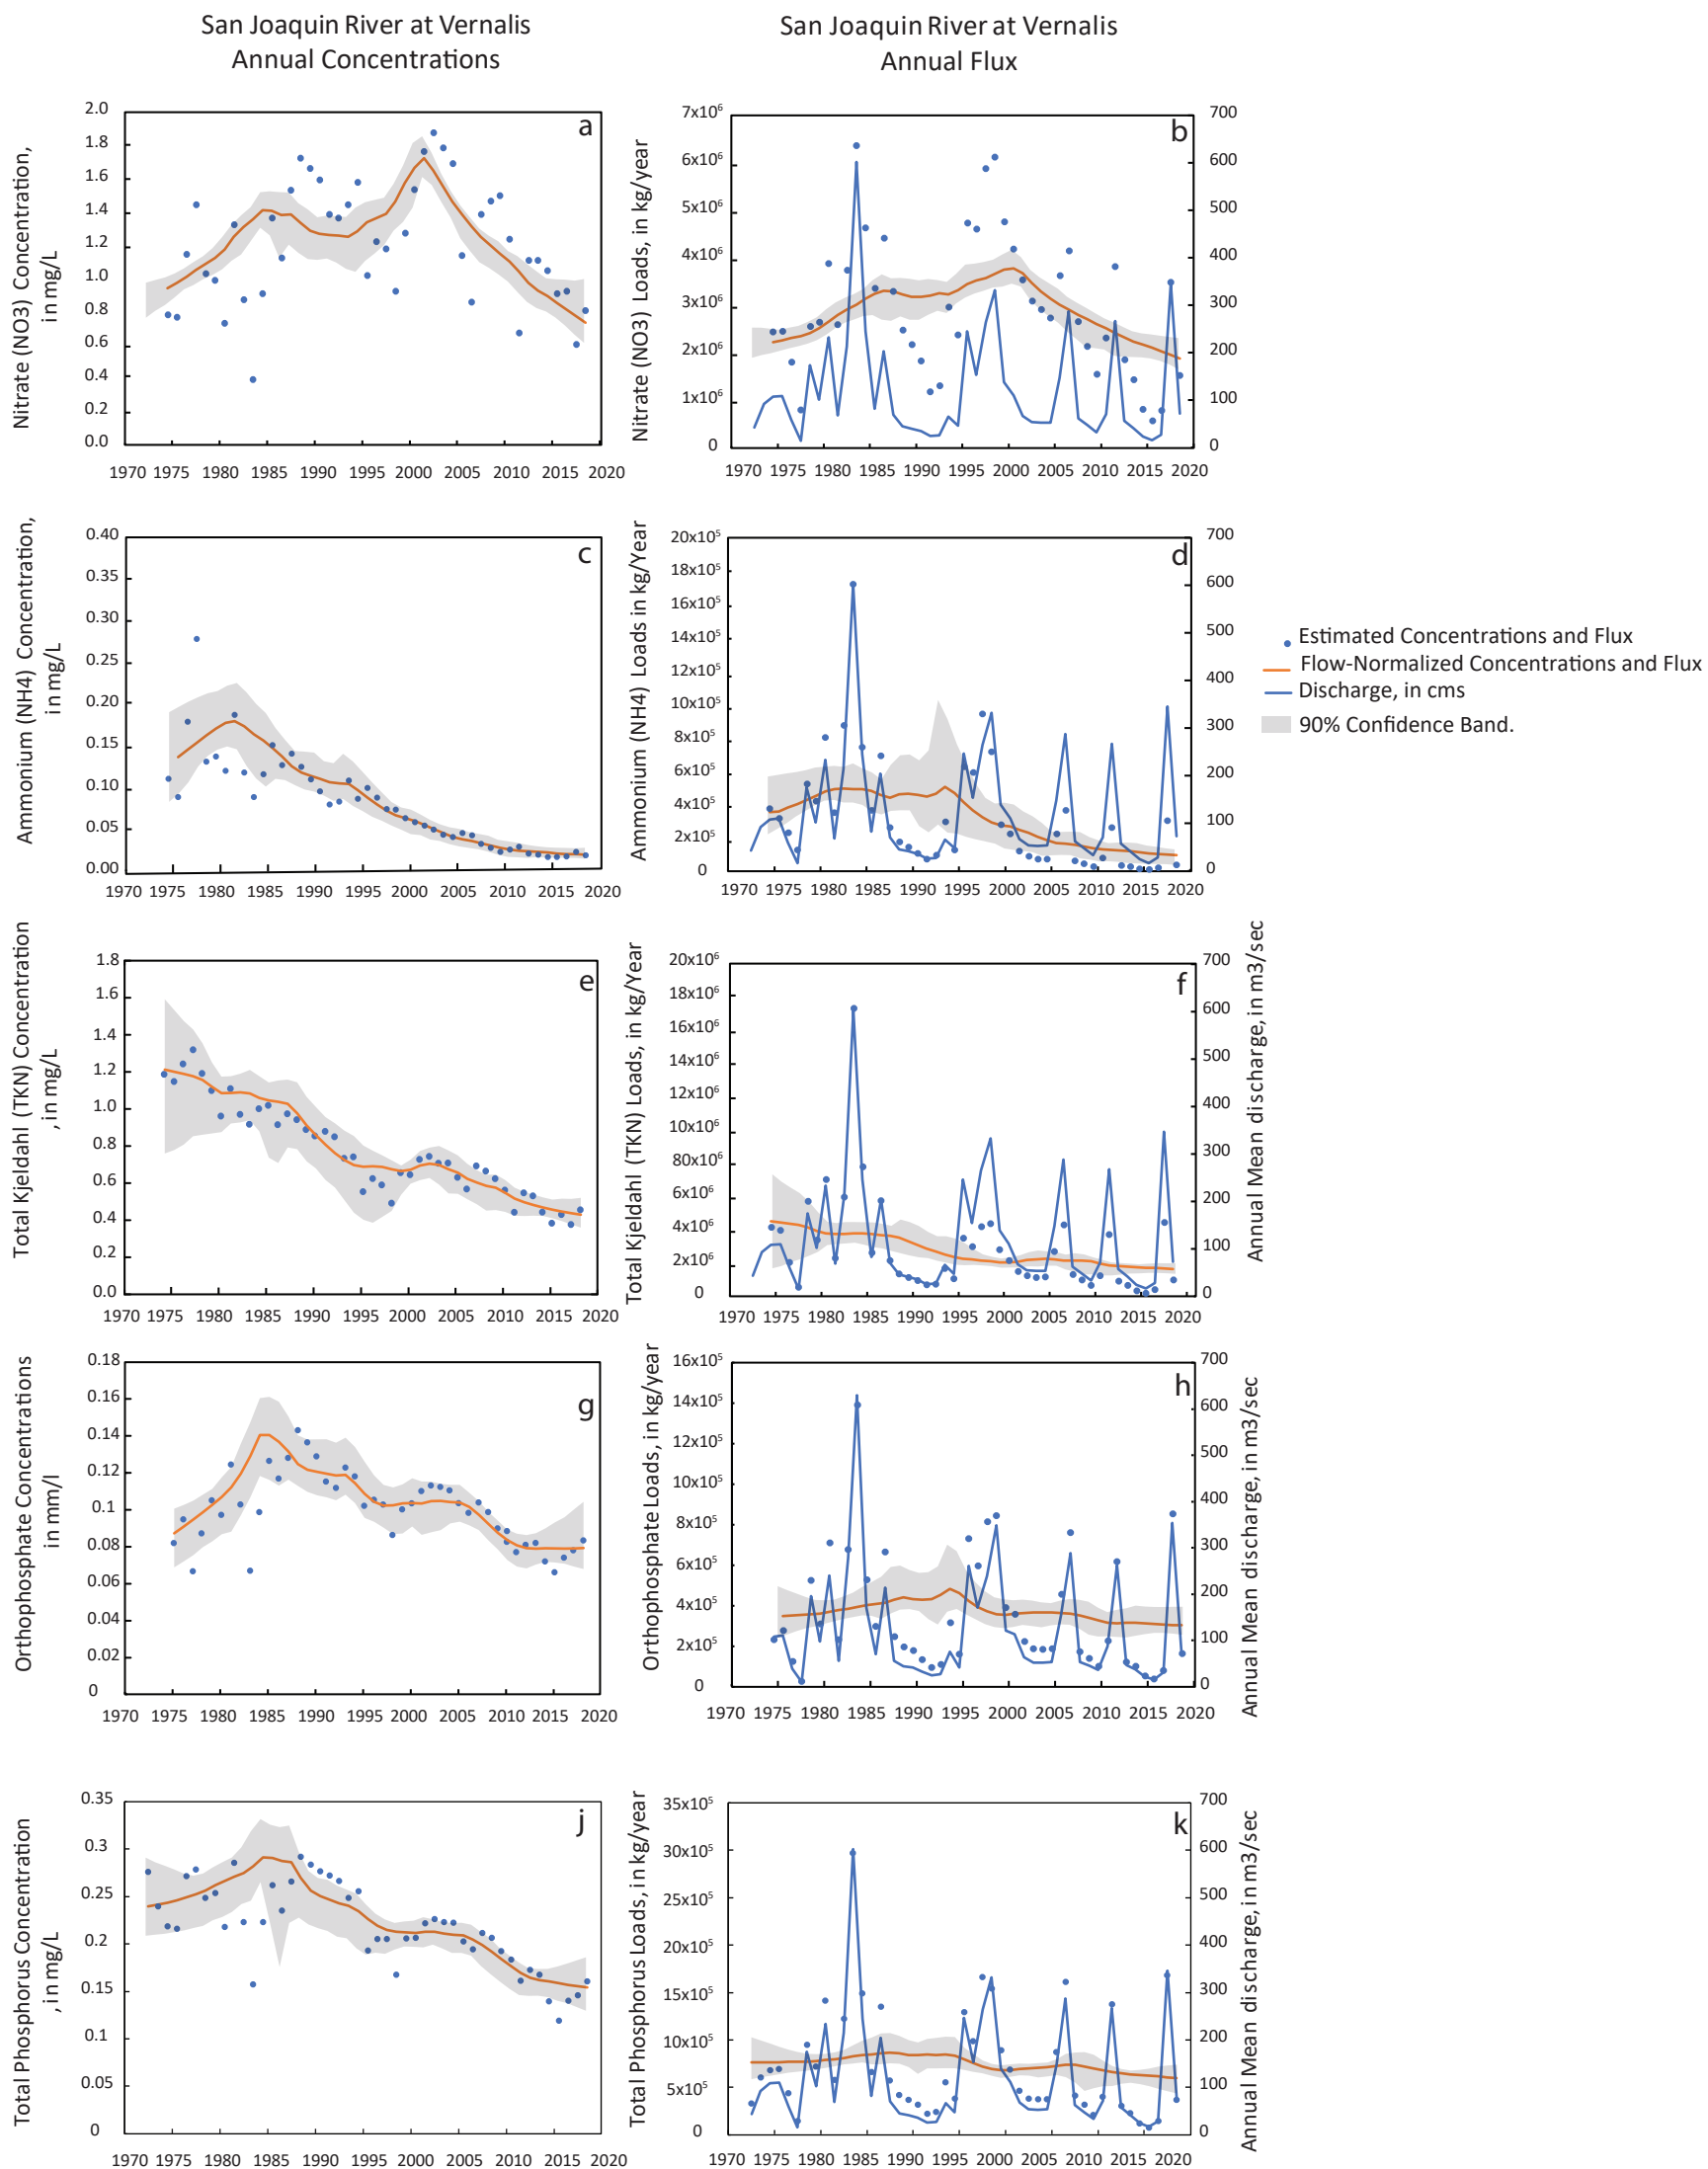 San Joaquin River at Vernalis
Annual Concentrations
San Joaquin River at Vernalis
Annual Flux
Nitrate (NO3) Concentration,
in mg/L
2.0
1.8
1.6
1.4
1.2
1.0
0.8
0.6
0.4
0.2
0.0
a
1970 1975 1980 1985 1990 1995 2000 2005 2010 2015 2020
Nitrate (NO3) Loads, in kg/year
7x10⁶
6x10⁶
5x10⁶
4x10⁶
3x10⁶
2x10⁶
1x10⁶
0
b
700
600
500
400
300
200
100
0
1970 1975 1980 1985 1990 1995 2000 2005 2010 2015 2020
Ammonium (NH4) Concentration,
in mg/L
0.40
0.35
0.30
0.25
0.20
0.15
0.10
0.05
0.00
c
1970 1975 1980 1985 1990 1995 2000 2005 2010 2015 2020
Ammonium (NH4) Loads in kg/Year
20x10⁵
18x10⁵
16x10⁵
14x10⁵
12x10⁵
10x10⁵
8x10⁵
6x10⁵
4x10⁵
2x10⁵
0
d
700
600
500
400
300
200
100
0
1970 1975 1980 1985 1990 1995 2000 2005 2010 2015 2020
Estimated Concentrations and Flux
Flow-Normalized Concentrations and Flux
Discharge, in cms
90% Confidence Band.
Total Kjeldahl (TKN) Concentration
, in mg/L
1.8
1.6
1.4
1.2
1.0
0.8
0.6
0.4
0.2
0.0
e
1970 1975 1980 1985 1990 1995 2000 2005 2010 2015 2020
Total Kjeldahl (TKN) Loads, in kg/Year
20x10⁶
18x10⁶
16x10⁶
14x10⁶
12x10⁶
10x10⁶
8x10⁶
6x10⁶
4x10⁶
2x10⁶
0
f
700
600
500
400
300
200
100
0
Annual Mean discharge, in m3/sec
1970 1975 1980 1985 1990 1995 2000 2005 2010 2015 2020
Orthophosphate Concentrations
in mm/l
0.18
0.16
0.14
0.12
0.1
0.08
0.06
0.04
0.02
0
g
1970 1975 1980 1985 1990 1995 2000 2005 2010 2015 2020
Orthophosphate Loads, in kg/year
16x10⁵
14x10⁵
12x10⁵
10x10⁵
8x10⁵
6x10⁵
4x10⁵
2x10⁵
0
h
700
600
500
400
300
200
100
0
Annual Mean discharge, in m3/sec
1970 1975 1980 1985 1990 1995 2000 2005 2010 2015 2020
Total Phosphorus Concentration
, in mg/L
0.35
0.3
0.25
0.2
0.15
0.1
0.05
0
j
1970 1975 1980 1985 1990 1995 2000 2005 2010 2015 2020
Total Phosphorus Loads, in kg/year
35x10⁵
30x10⁵
25x10⁵
20x10⁵
15x10⁵
10x10⁵
5x10⁵
0
k
700
600
500
400
300
200
100
0
Annual Mean discharge, in m3/sec
1970 1975 1980 1985 1990 1995 2000 2005 2010 2015 2020